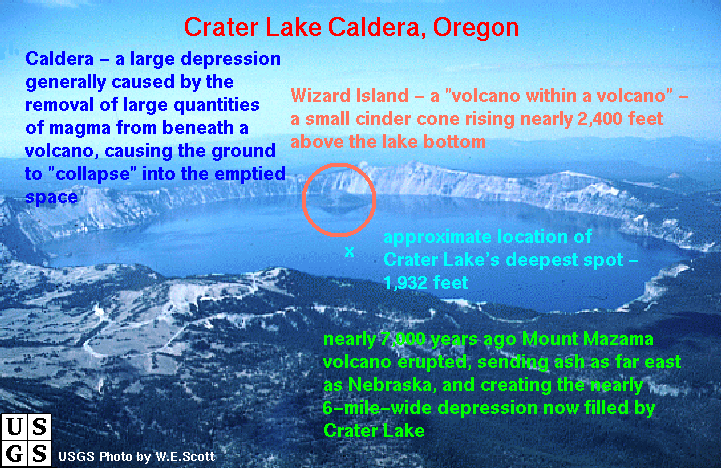 Crater Lake Caldera, Oregon
Caldera – a large depression
generally caused by the
removal of large quantities
of magma from beneath a
volcano, causing the ground
to "collapse" into the emptied
space
Wizard Island – a "volcano within a volcano" –
a small cinder cone rising nearly 2,400 feet
above the lake bottom
x
approximate location of
Crater Lake's deepest spot –
1,932 feet
nearly 7,000 years ago Mount Mazama
volcano erupted, sending ash as far east
as Nebraska, and creating the nearly
6–mile–wide depression now filled by
Crater Lake
US
GS
USGS Photo by W.E.Scott